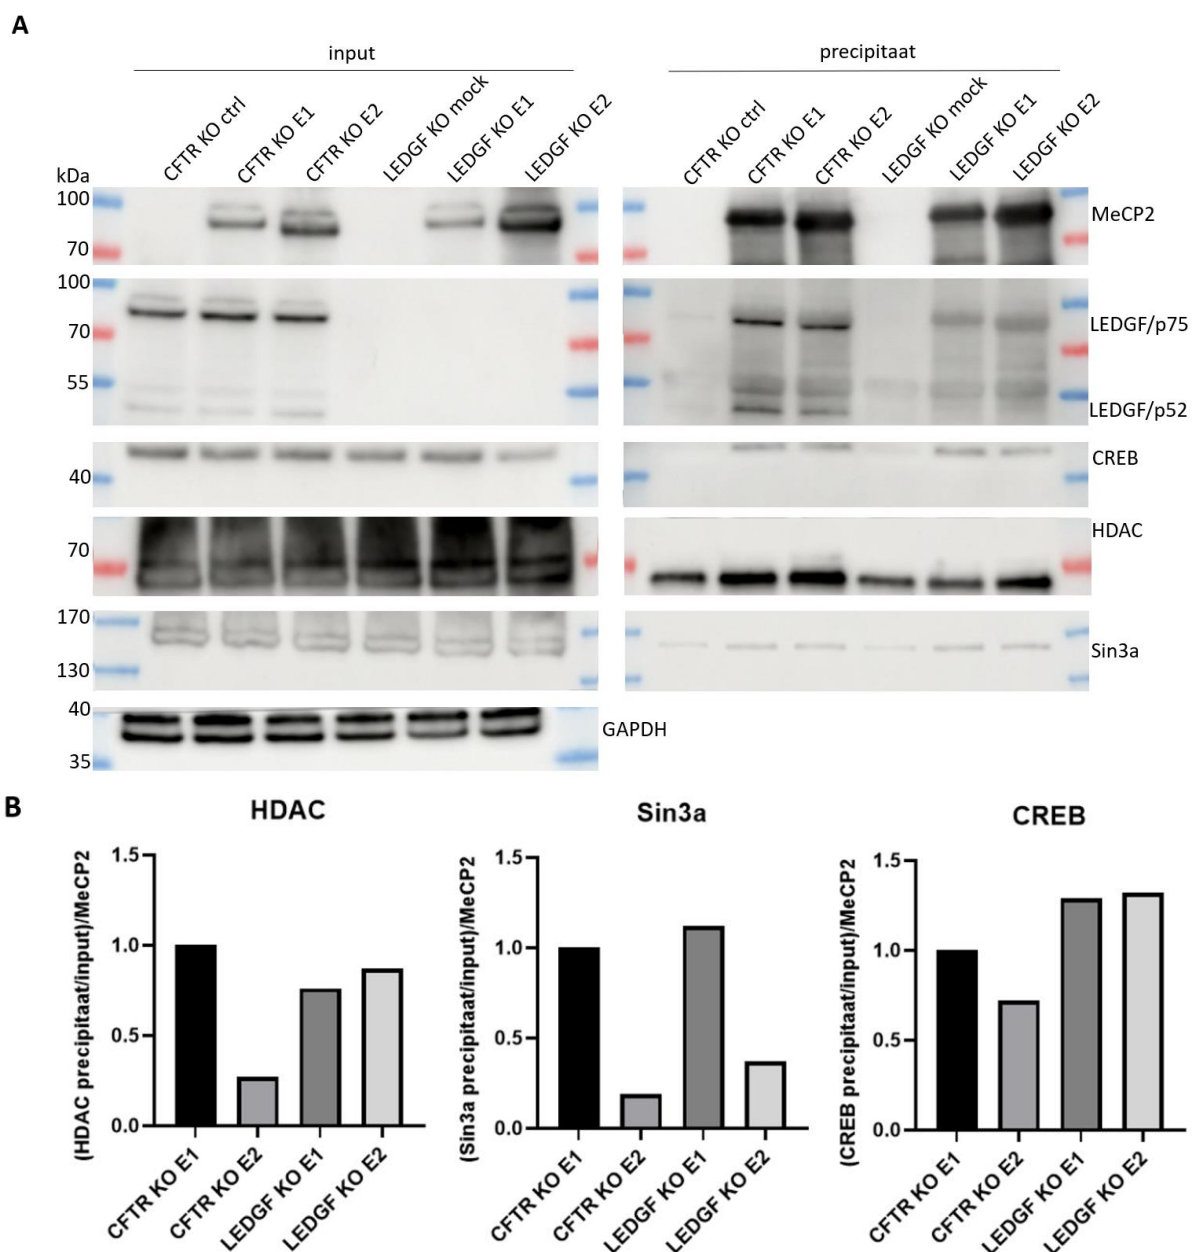 A
input
precipitaat
CFTR KO ctrl
CFTR KO E1
CFTR KO E2
LEDGF KO mock
LEDGF KO E1
LEDGF KO E2
CFTR KO ctrl
CFTR KO E1
CFTR KO E2
LEDGF KO mock
LEDGF KO E1
LEDGF KO E2
kDa
100
70
MeCP2
100
70
55
LEDGF/p75
LEDGF/p52
40
CREB
70
HDAC
170
130
Sin3a
40
35
GAPDH
B
HDAC
(HDAC precipitaat/input)/MeCP2
1.5
1.0
0.5
0.0
CFTR KO E1
CFTR KO E2
LEDGF KO E1
LEDGF KO E2
Sin3a
(Sin3a precipitaat/input)/MeCP2
1.5
1.0
0.5
0.0
CFTR KO E1
CFTR KO E2
LEDGF KO E1
LEDGF KO E2
CREB
(CREB precipitaat/input)/MeCP2
1.5
1.0
0.5
0.0
CFTR KO E1
CFTR KO E2
LEDGF KO E1
LEDGF KO E2